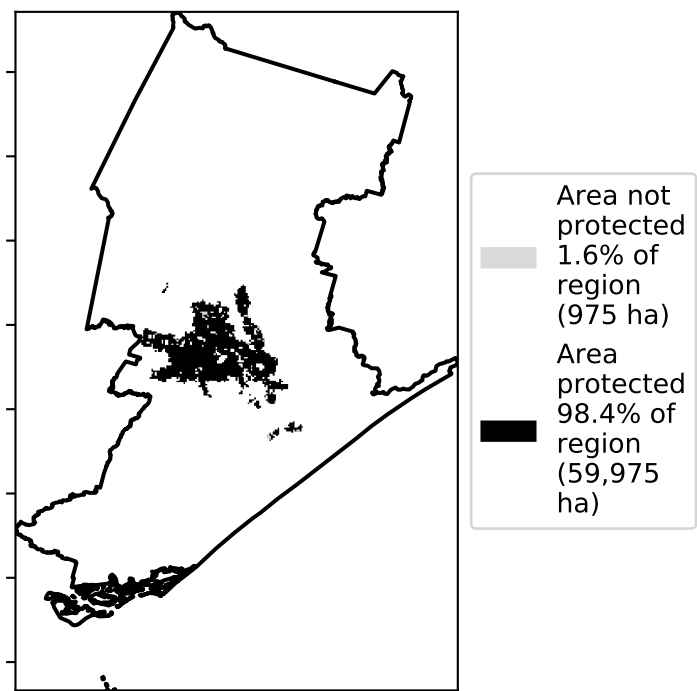 Area not
protected
1.6% of
region
(975 ha)
Area
protected
98.4% of
region
(59,975
ha)